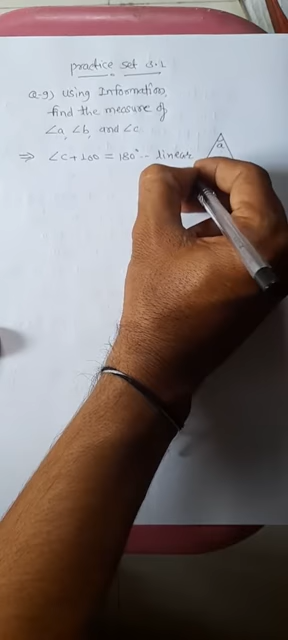 practice set 3.1
Q-9) using Information,
find the measure of
∠a, ∠b, and ∠c
⇒ ∠c + 100 = 180° -- linear
a